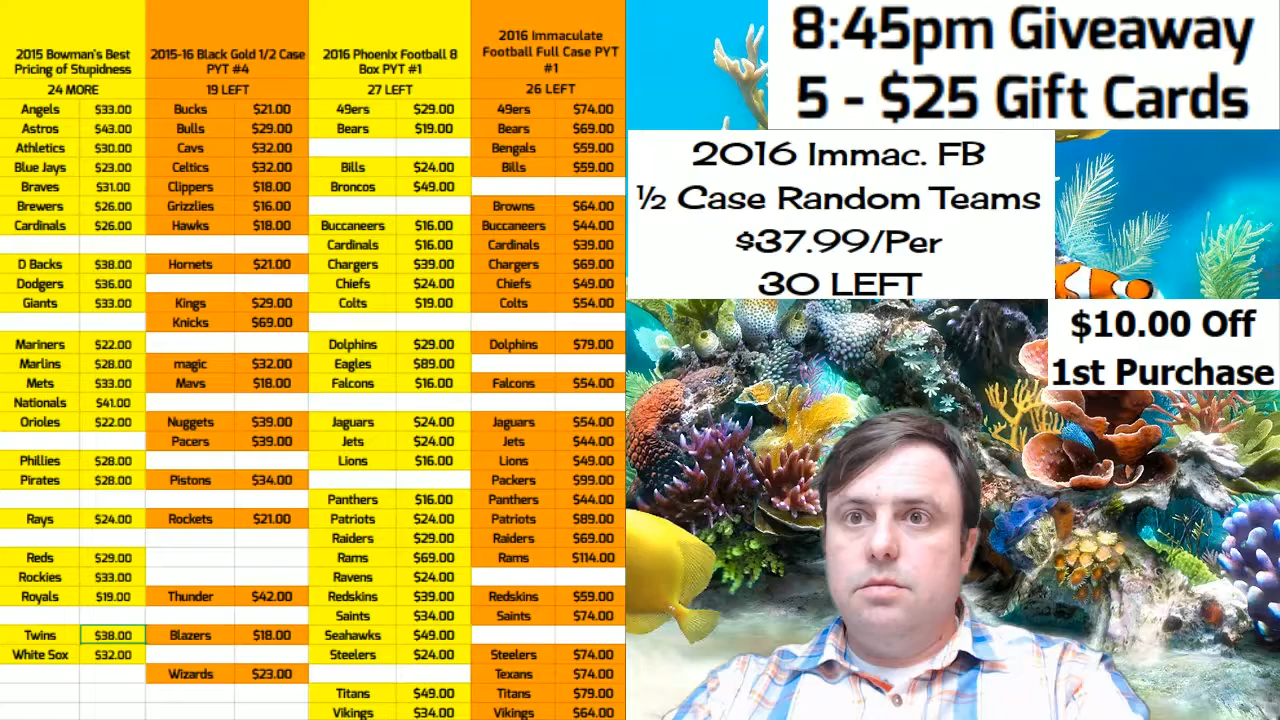 2015 Bowman's Best
Pricing of Stupidness
24 MORE
Angels $33.00
Astros $43.00
Athletics $30.00
Blue Jays $23.00
Braves $31.00
Brewers $26.00
Cardinals $26.00
D Backs $38.00
Dodgers $36.00
Giants $33.00
Mariners $22.00
Marlins $28.00
Mets $33.00
Nationals $41.00
Orioles $22.00
Phillies $28.00
Pirates $28.00
Rays $24.00
Reds $29.00
Rockies $33.00
Royals $19.00
Twins $38.00
White Sox $32.00
2015-16 Black Gold 1/2 Case
PYT #4
19 LEFT
Bucks $21.00
Bulls $29.00
Cavs $32.00
Celtics $32.00
Clippers $18.00
Grizzlies $16.00
Hawks $18.00
Hornets $21.00
Kings $29.00
Knicks $69.00
magic $32.00
Mavs $18.00
Nuggets $39.00
Pacers $39.00
Pistons $34.00
Rockets $21.00
Thunder $42.00
Blazers $18.00
Wizards $23.00
2016 Phoenix Football 8
Box PYT #1
27 LEFT
49ers $29.00
Bears $19.00
Bills $24.00
Broncos $49.00
Buccaneers $16.00
Cardinals $16.00
Chargers $39.00
Chiefs $24.00
Colts $19.00
Dolphins $29.00
Eagles $89.00
Falcons $16.00
Jaguars $24.00
Jets $24.00
Lions $16.00
Panthers $16.00
Patriots $24.00
Raiders $29.00
Rams $69.00
Ravens $24.00
Redskins $39.00
Saints $34.00
Seahawks $49.00
Steelers $24.00
Titans $49.00
Vikings $34.00
2016 Immaculate
Football Full Case PYT
#1
26 LEFT
49ers $74.00
Bears $69.00
Bengals $59.00
Bills $59.00
Browns $64.00
Buccaneers $44.00
Cardinals $39.00
Chargers $69.00
Chiefs $49.00
Colts $54.00
Dolphins $79.00
Falcons $54.00
Jaguars $54.00
Jets $44.00
Lions $49.00
Packers $99.00
Panthers $44.00
Patriots $89.00
Raiders $69.00
Rams $114.00
Redskins $59.00
Saints $74.00
Steelers $74.00
Texans $74.00
Titans $79.00
Vikings $64.00
8:45pm Giveaway
5 - $25 Gift Cards
2016 Immac. FB
½ Case Random Teams
$37.99/Per
30 LEFT
$10.00 Off
1st Purchase